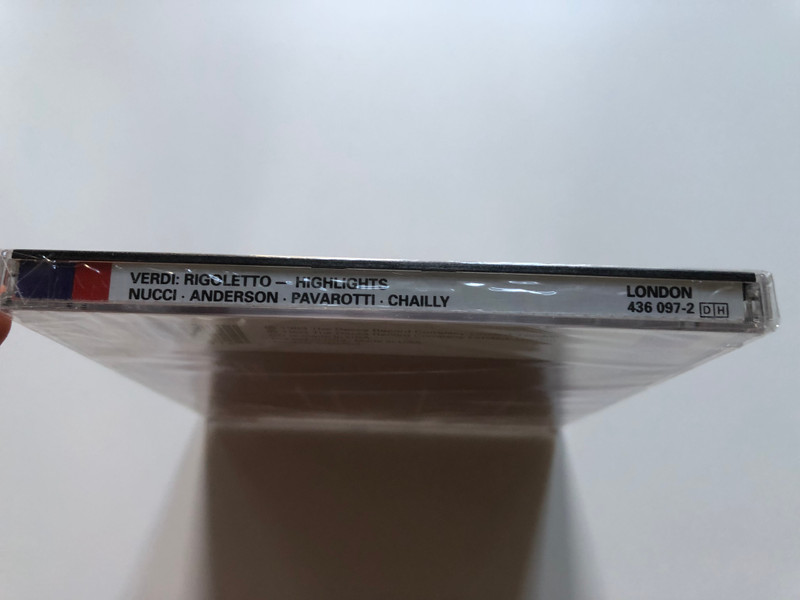 VERDI: RIGOLETTO – HIGHLIGHTS
NUCCI · ANDERSON · PAVAROTTI · CHAILLY
LONDON
436 097-2 DH